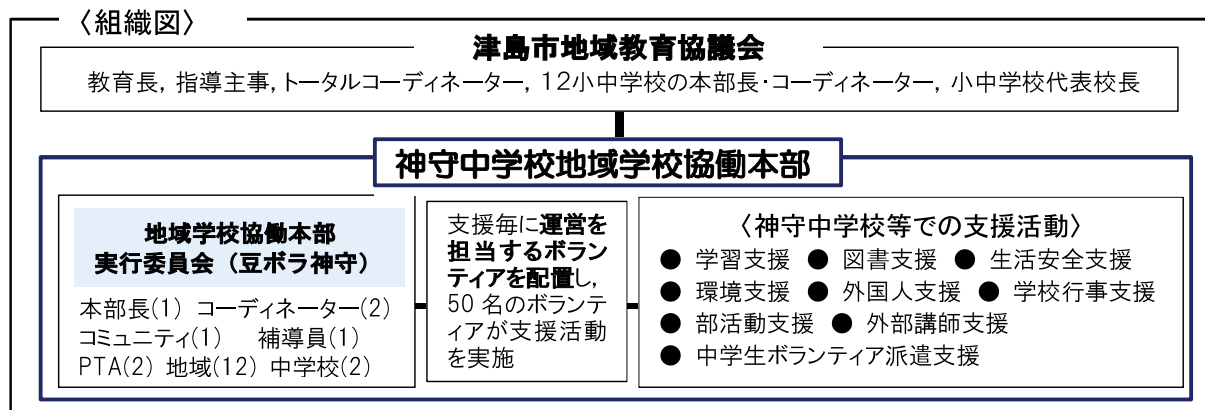 〈組織図〉
津島市地域教育協議会
教育長, 指導主事, トータルコーディネーター, 12小中学校の本部長・コーディネーター, 小中学校代表校長
神守中学校地域学校協働本部
地域学校協働本部
実行委員会（豆ボラ神守）
本部長(1) コーディネーター(2)
コミュニティ(1) 補導員(1)
PTA(2) 地域(12) 中学校(2)
支援毎に運営を
担当するボラン
ティアを配置し,
50 名のボランテ
ィアが支援活動
を実施
〈神守中学校等での支援活動〉
● 学習支援 ● 図書支援 ● 生活安全支援
● 環境支援 ● 外国人支援 ● 学校行事支援
● 部活動支援 ● 外部講師支援
● 中学生ボランティア派遣支援